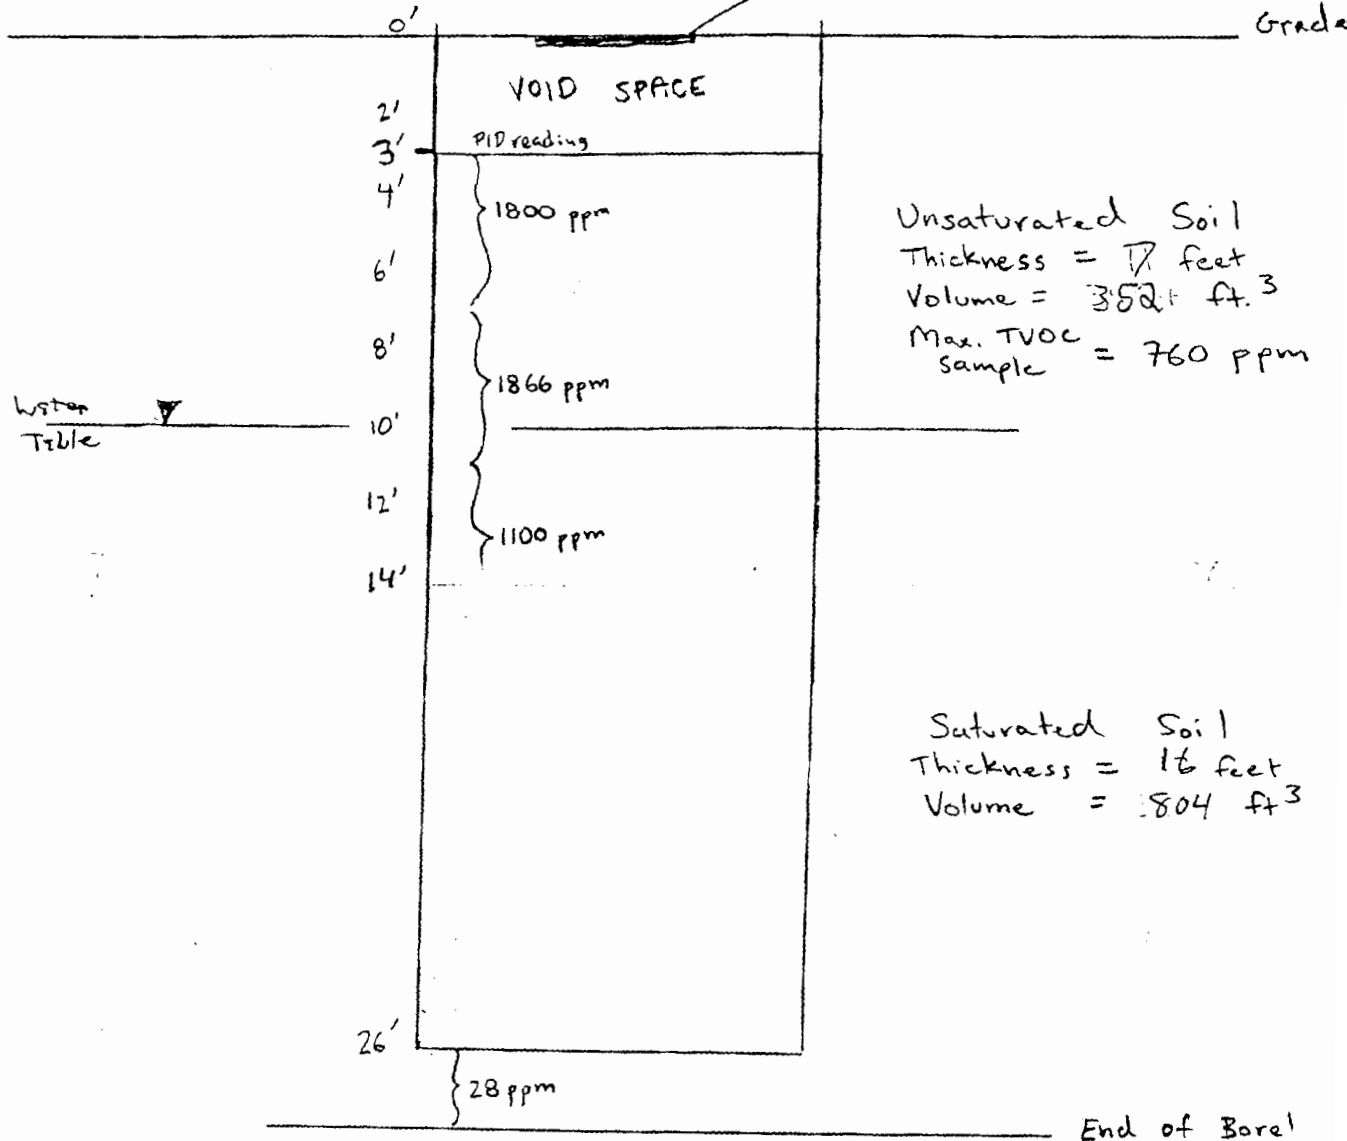 0'
Grade
VOID SPACE
2'
PID reading
3'
4'
1800 ppm
Unsaturated Soil
Thickness = 7 feet
6'
Volume = 352 ft.3
8'
Max. TVOC
sample = 760 ppm
1866 ppm
Water
Table
10'
12'
1100 ppm
14'
Saturated Soil
Thickness = 16 feet
Volume = 804 ft3
26'
28 ppm
End of Bore